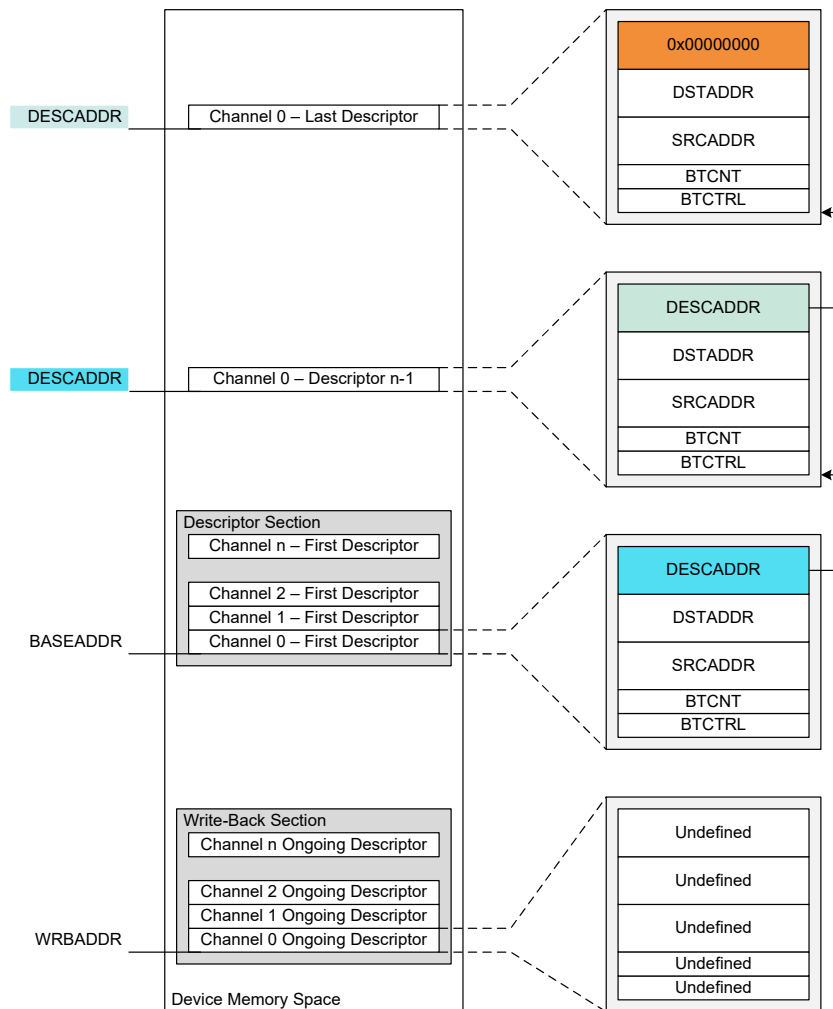 0x00000000
DESCADDR
Channel 0 – Last Descriptor
DSTADDR
SRCADDR
BTCNT
BTCTRL
DESCADDR
DESCADDR
Channel 0 – Descriptor n-1
DSTADDR
SRCADDR
BTCNT
BTCTRL
Descriptor Section
Channel n – First Descriptor
Channel 2 – First Descriptor
Channel 1 – First Descriptor
Channel 0 – First Descriptor
BASEADDR
DESCADDR
DSTADDR
SRCADDR
BTCNT
BTCTRL
Write-Back Section
Channel n Ongoing Descriptor
Channel 2 Ongoing Descriptor
Channel 1 Ongoing Descriptor
Channel 0 Ongoing Descriptor
WRBADDR
Undefined
Undefined
Undefined
Undefined
Undefined
Device Memory Space